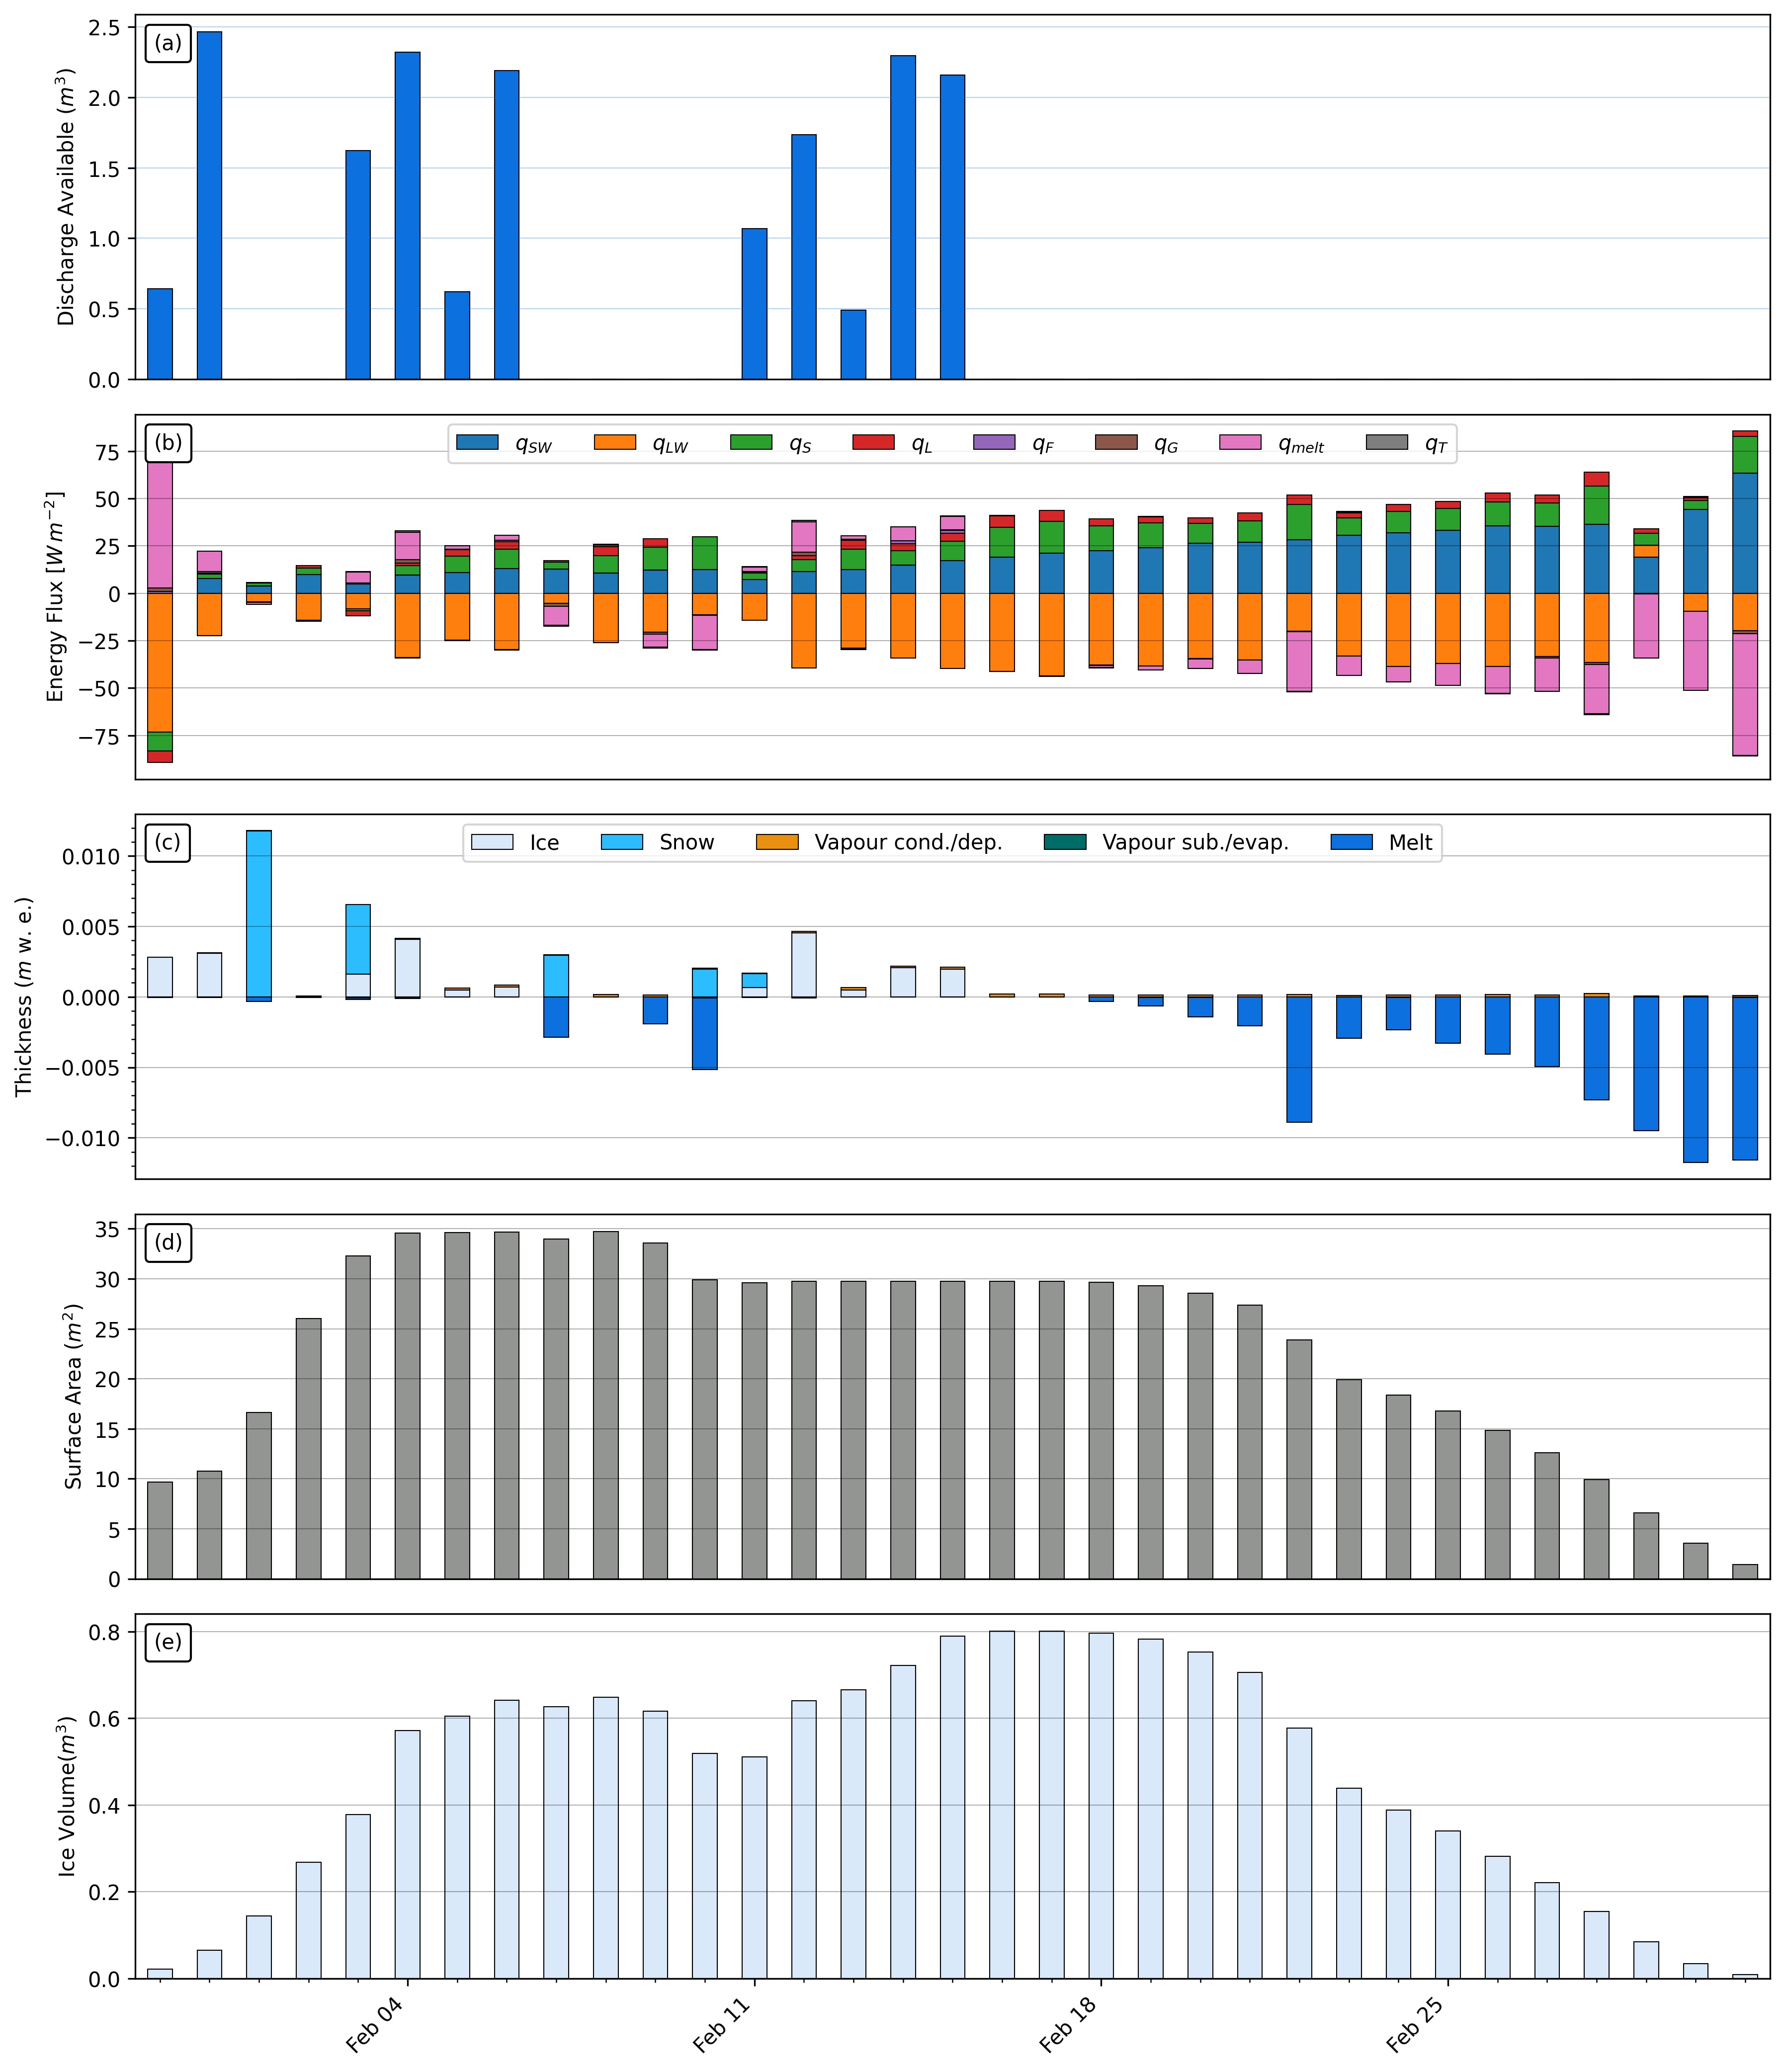 (a)
Discharge Available (m³)
2.5
2.0
1.5
1.0
0.5
0.0
(b)
q_SW q_LW q_S q_L q_F q_G q_melt q_T
Energy Flux [W m⁻²]
75
50
25
0
−25
−50
−75
(c)
Ice Snow Vapour cond./dep. Vapour sub./evap. Melt
Thickness (m w. e.)
0.010
0.005
0.000
−0.005
−0.010
(d)
Surface Area (m²)
35
30
25
20
15
10
5
0
(e)
Ice Volume(m³)
0.8
0.6
0.4
0.2
0.0
Feb 04 Feb 11 Feb 18 Feb 25